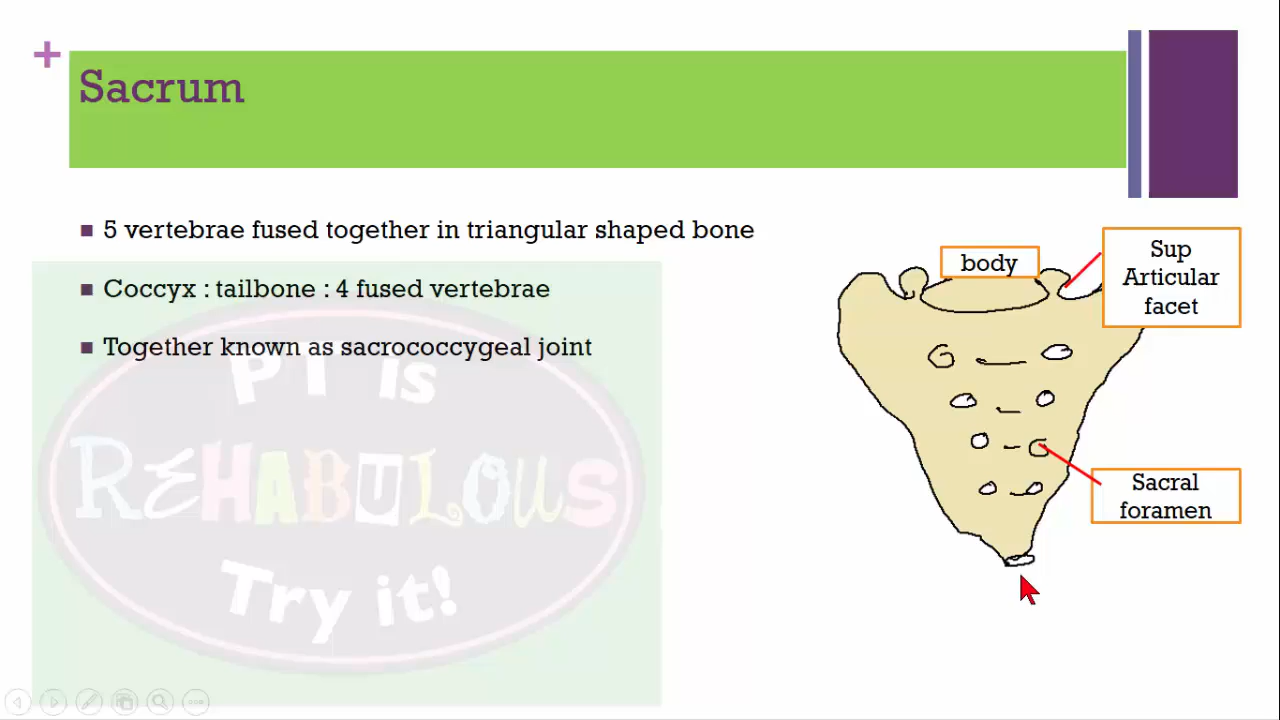 +
Sacrum
5 vertebrae fused together in triangular shaped bone
Coccyx : tailbone : 4 fused vertebrae
Together known as sacrococcygeal joint
body
Sup
Articular
facet
Sacral
foramen
PT is
REHABULOUS
Try it!